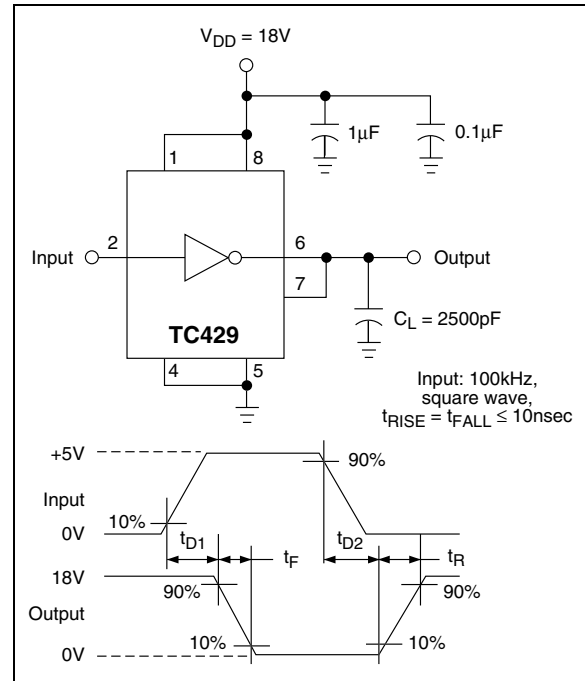 V_DD = 18V
1µF
0.1µF
1
8
Input
2
6
Output
7
TC429
C_L = 2500pF
4
5
Input: 100kHz,
square wave,
t_RISE = t_FALL ≤ 10nsec
+5V
90%
Input
10%
0V
t_D1
t_F
t_D2
t_R
18V
90%
90%
Output
10%
10%
0V